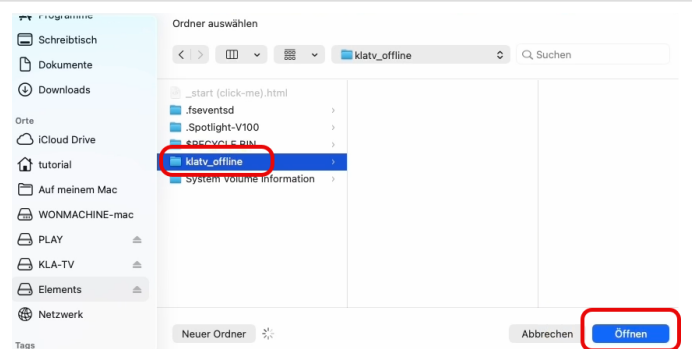 Programme
Schreibtisch
Dokumente
Downloads
Orte
iCloud Drive
tutorial
Auf meinem Mac
WONMACHINE-mac
PLAY
KLA-TV
Elements
Netzwerk
Tags
Ordner auswählen
klatv_offline
Suchen
_start (click-me).html
.fseventsd
.Spotlight-V100
$RECYCLE.BIN
klatv_offline
System Volume Information
Neuer Ordner
Abbrechen
Öffnen